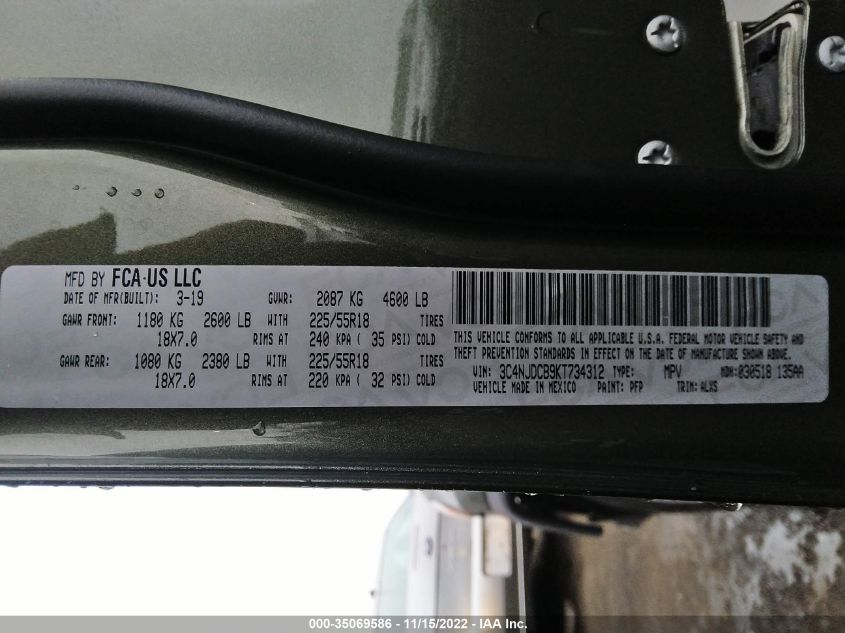 MFD BY FCA-US LLC
DATE OF MFR(BUILT): 3-19 GVWR: 2087 KG 4600 LB
GAWR FRONT: 1180 KG 2600 LB WITH 225/55R18 TIRES
18X7.0 RIMS AT 240 KPA ( 35 PSI) COLD
GAWR REAR: 1080 KG 2380 LB WITH 225/55R18 TIRES
18X7.0 RIMS AT 220 KPA ( 32 PSI) COLD
THIS VEHICLE CONFORMS TO ALL APPLICABLE U.S.A. FEDERAL MOTOR VEHICLE SAFETY AND
THEFT PREVENTION STANDARDS IN EFFECT ON THE DATE OF MANUFACTURE SHOWN ABOVE.
VIN: 3C4NJDCB9KT734312 TYPE: MPV MDH: 030518 135AA
VEHICLE MADE IN MEXICO PAINT: PFP TRIM: ALX9
000-35069586 - 11/15/2022 - IAA Inc.